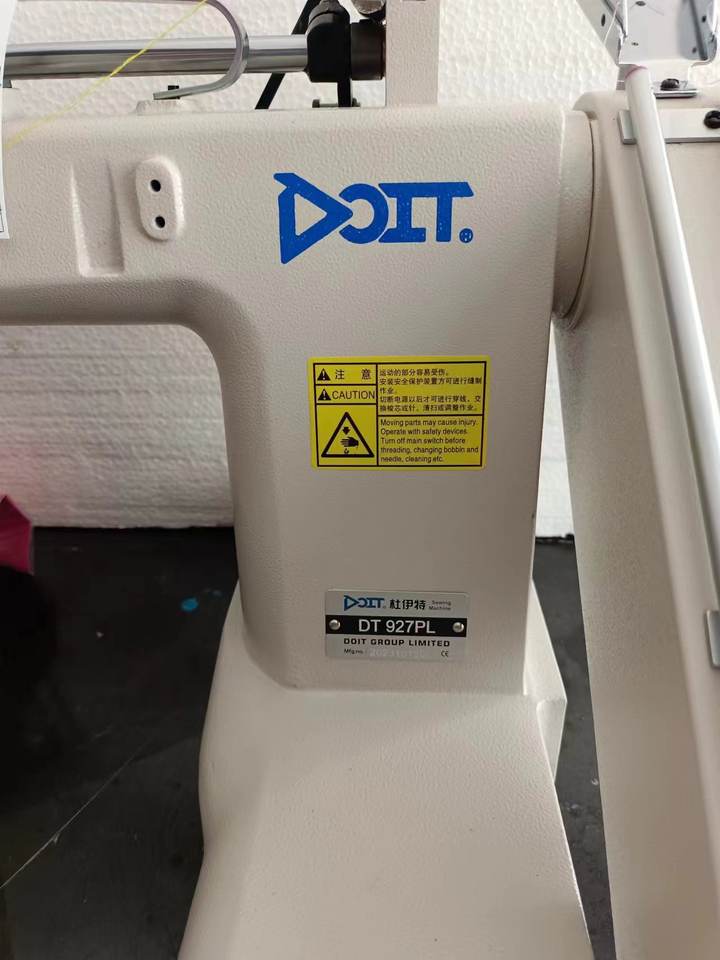 DOIT®
注 意
CAUTION
运动的部分容易受伤。
安装安全保护装置方可进行缝制
作业。
切断电源以后才可进行穿线、交
换梭芯或针、清扫或调整作业。
Moving parts may cause injury.
Operate with safety devices.
Turn off main switch before
threading, changing bobbin and
needle, cleaning etc.
DOIT® 杜伊特 Sewing
Machine
DT 927PL
DOIT GROUP LIMITED
Mfg.no. CE